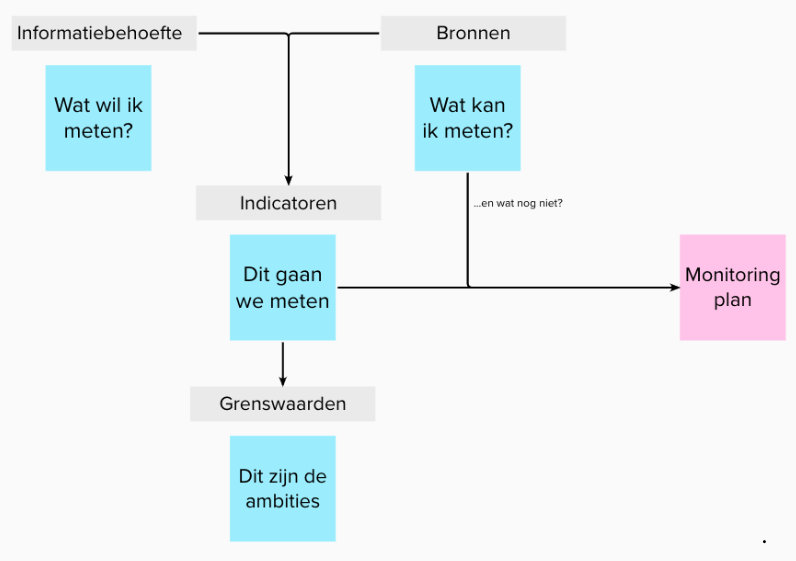 Informatiebehoefte
Bronnen
Wat wil ik
meten?
Wat kan
ik meten?
Indicatoren
...en wat nog niet?
Dit gaan
we meten
Monitoring
plan
Grenswaarden
Dit zijn de
ambities
.